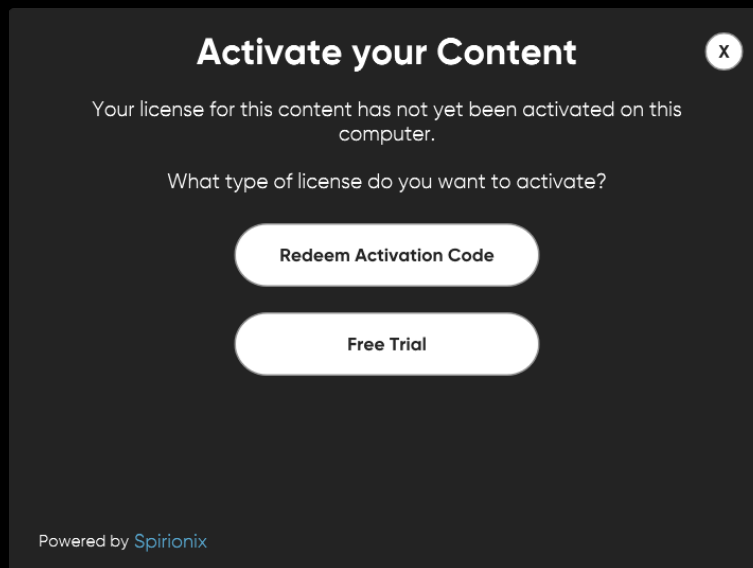 Activate your Content
X
Your license for this content has not yet been activated on this
computer.
What type of license do you want to activate?
Redeem Activation Code
Free Trial
Powered by Spirionix